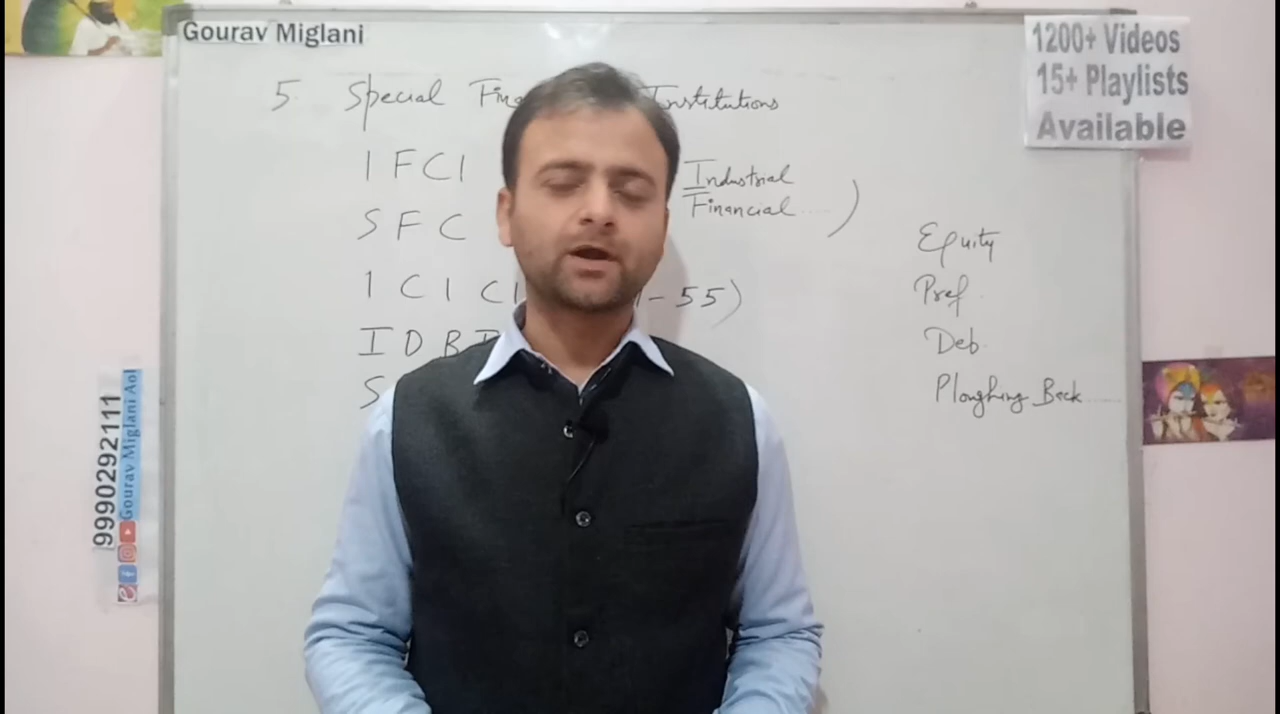 Gourav Miglani
1200+ Videos
15+ Playlists
Available
5. Special Institutions
IFCI Industrial
Financial ....)
SFC
ICICI - 55)
IDB
S
Equity
Pref.
Deb.
Ploughing Back ....
9990292111
Gourav Miglani AoL